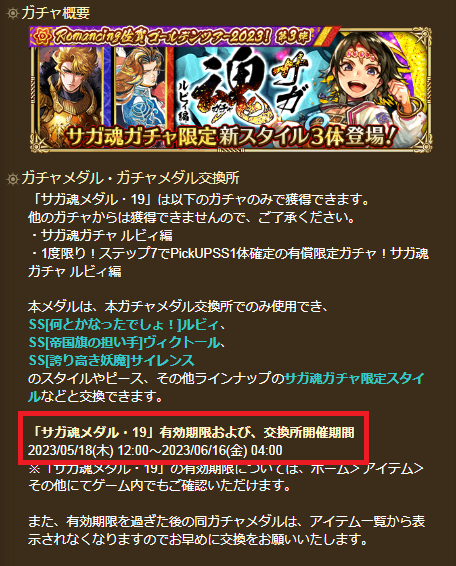 ガチャ概要
Romancing佐賀ゴールデンツアー2023! 第3弾
サガ魂 ルビィ編
サガ魂ガチャ限定新スタイル3体登場!
ガチャメダル・ガチャメダル交換所
「サガ魂メダル・19」は以下のガチャのみで獲得できます。
他のガチャからは獲得できませんので、ご了承ください。
・サガ魂ガチャ ルビィ編
・1度限り！ステップ7でPickUPSS1体確定の有償限定ガチャ！サガ魂
ガチャ ルビィ編
本メダルは、本ガチャメダル交換所でのみ使用でき、
SS[何とかなったでしょ！]ルビィ、
SS[帝国旗の担い手]ヴィクトール、
SS[誇り高き妖魔]サイレンス
のスタイルやピース、その他ラインナップのサガ魂ガチャ限定スタイ
ルなどと交換できます。
「サガ魂メダル・19」有効期限および、交換所開催期間
2023/05/18(木) 12:00～2023/06/16(金) 04:00
※「サガ魂メダル・19」の有効期限については、ホーム＞アイテム＞
その他にてゲーム内でもご確認いただけます。
また、有効期限を過ぎた後の同ガチャメダルは、アイテム一覧から表
示されなくなりますのでお早めに交換をお願いいたします。